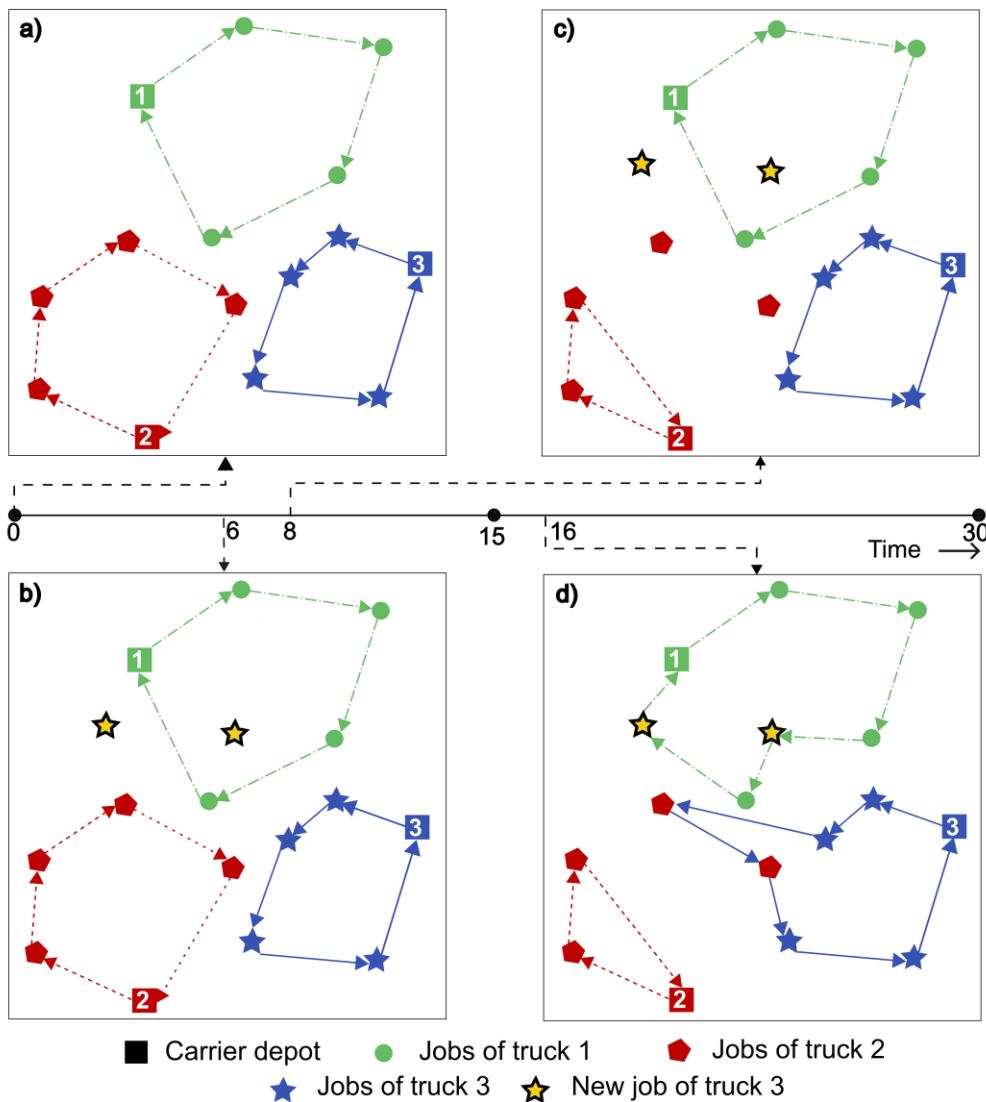 a)
1
2
3
c)
1
2
3
0
6
8
15
16
30
Time
b)
1
2
3
d)
1
2
3
Carrier depot
Jobs of truck 1
Jobs of truck 2
Jobs of truck 3
New job of truck 3